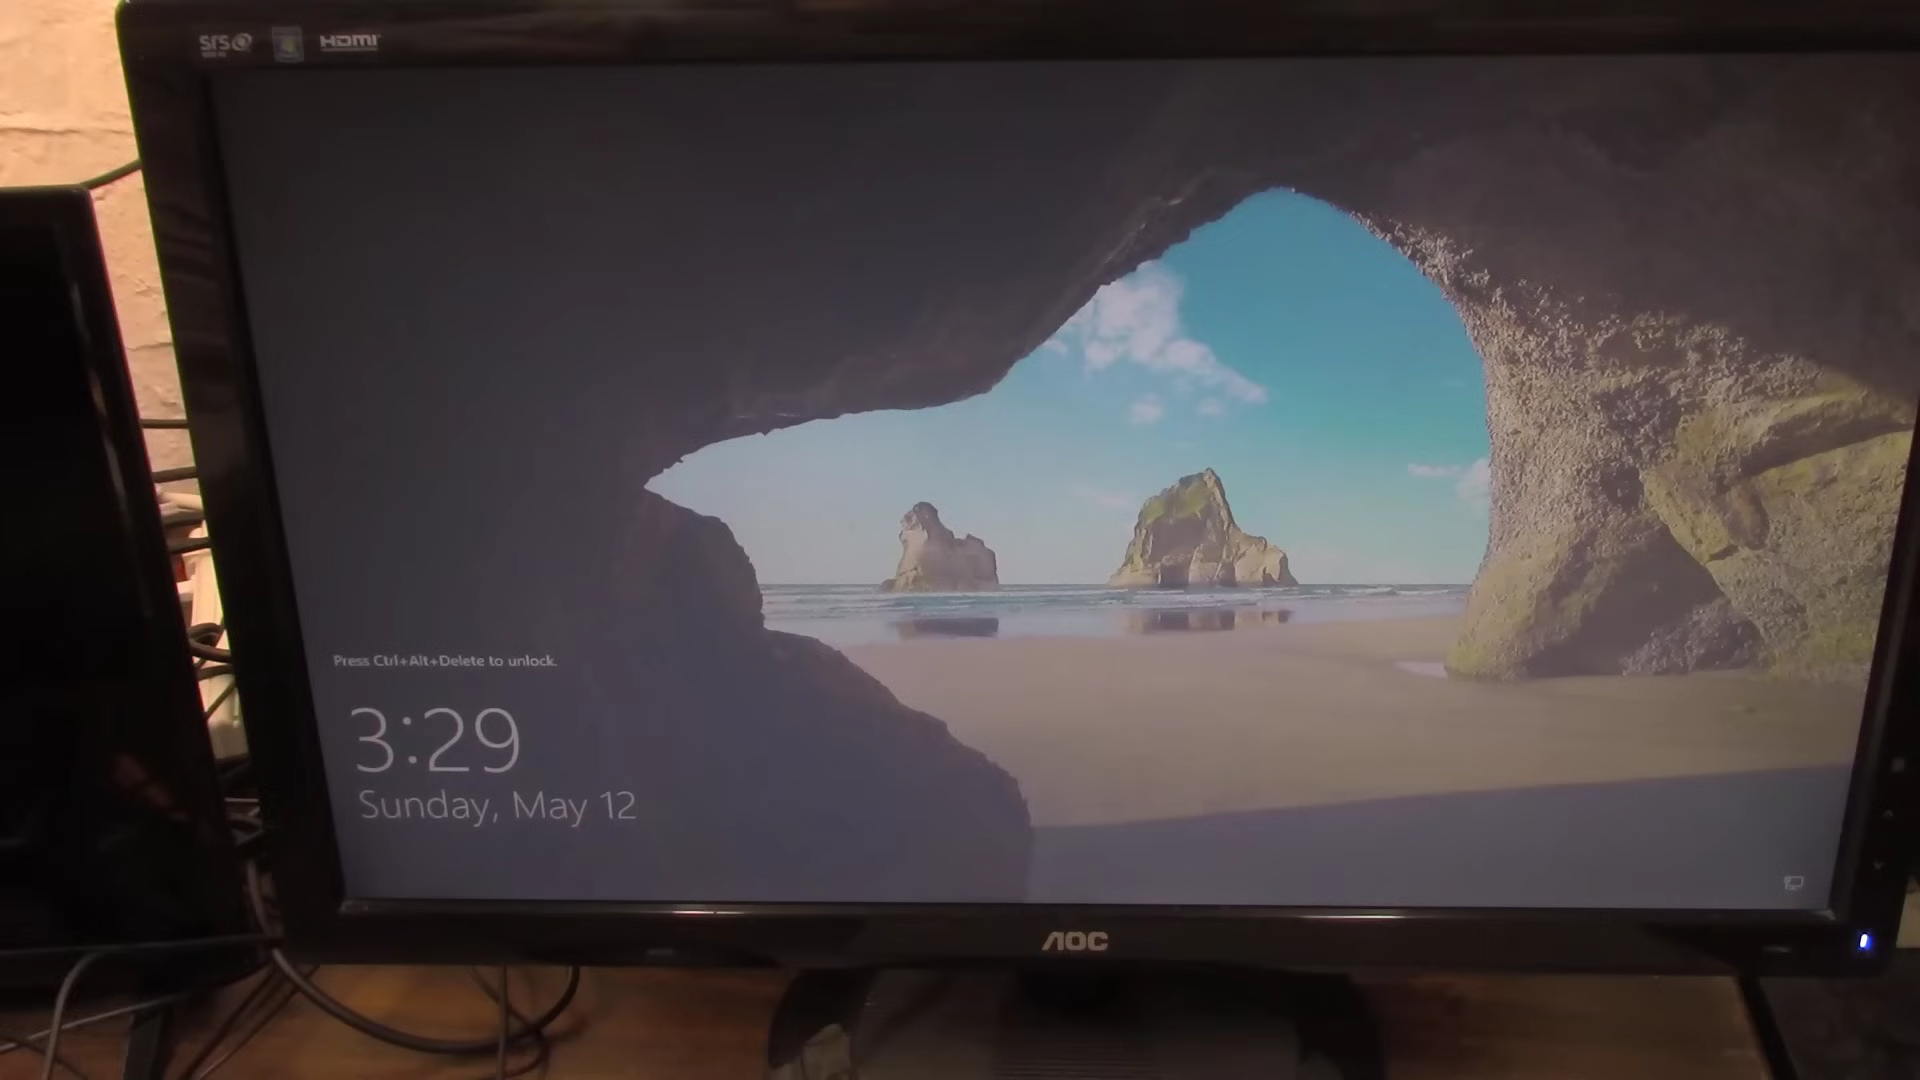 SRS HDMI
Press Ctrl+Alt+Delete to unlock.
3:29
Sunday, May 12
AOC